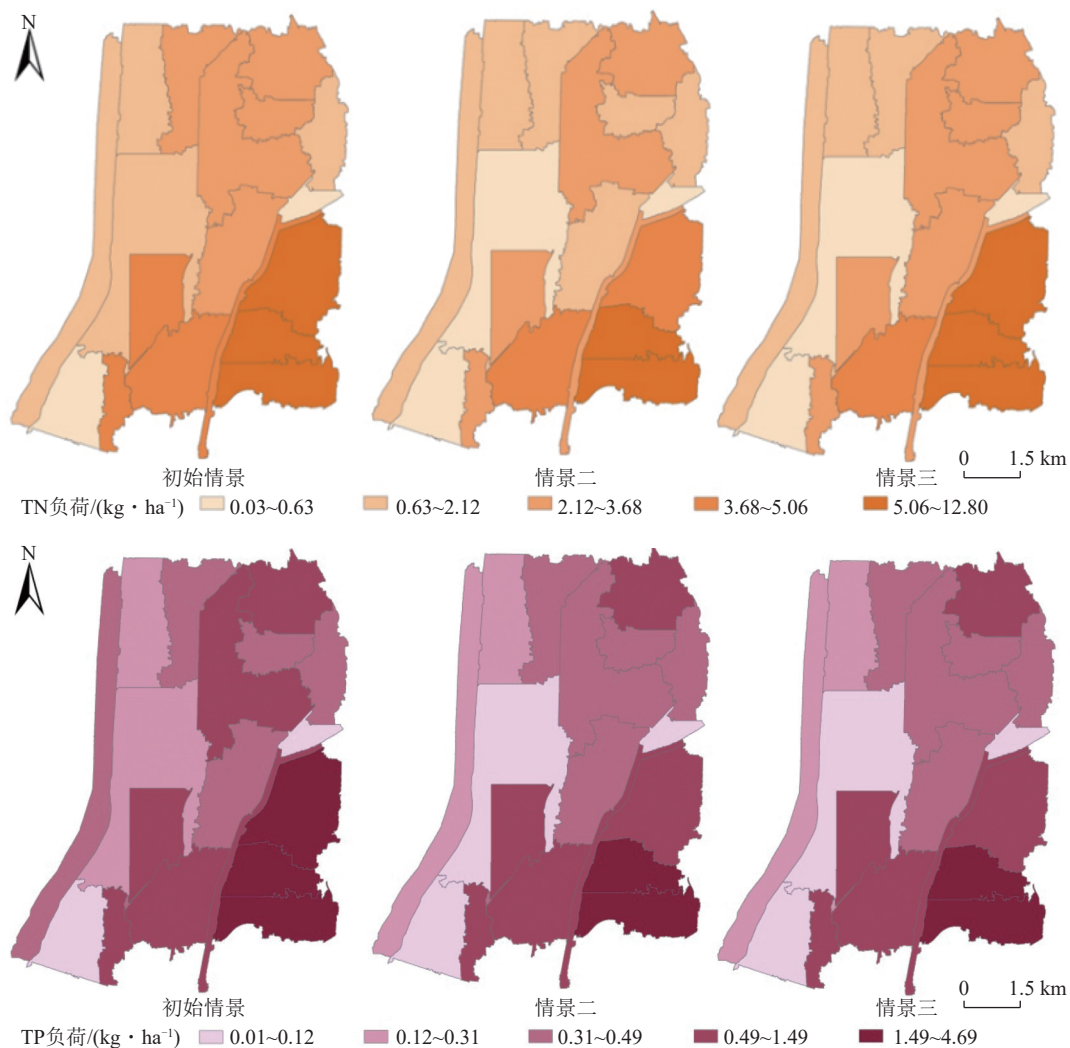 N
初始情景
情景二
情景三
0 1.5 km
TN负荷/(kg·ha⁻¹) 0.03~0.63 0.63~2.12 2.12~3.68 3.68~5.06 5.06~12.80
N
初始情景
情景二
情景三
0 1.5 km
TP负荷/(kg·ha⁻¹) 0.01~0.12 0.12~0.31 0.31~0.49 0.49~1.49 1.49~4.69